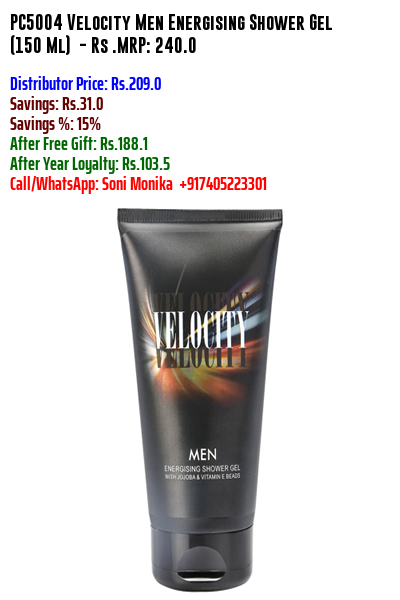 PC5004 Velocity Men Energising Shower Gel
(150 Ml) - Rs .MRP: 240.0
Distributor Price: Rs.209.0
Savings: Rs.31.0
Savings %: 15%
After Free Gift: Rs.188.1
After Year Loyalty: Rs.103.5
Call/WhatsApp: Soni Monika +917405223301
VELOCITY
VELOCITY
VELOCITY
MEN
ENERGISING SHOWER GEL
WITH JOJOBA & VITAMIN E BEADS